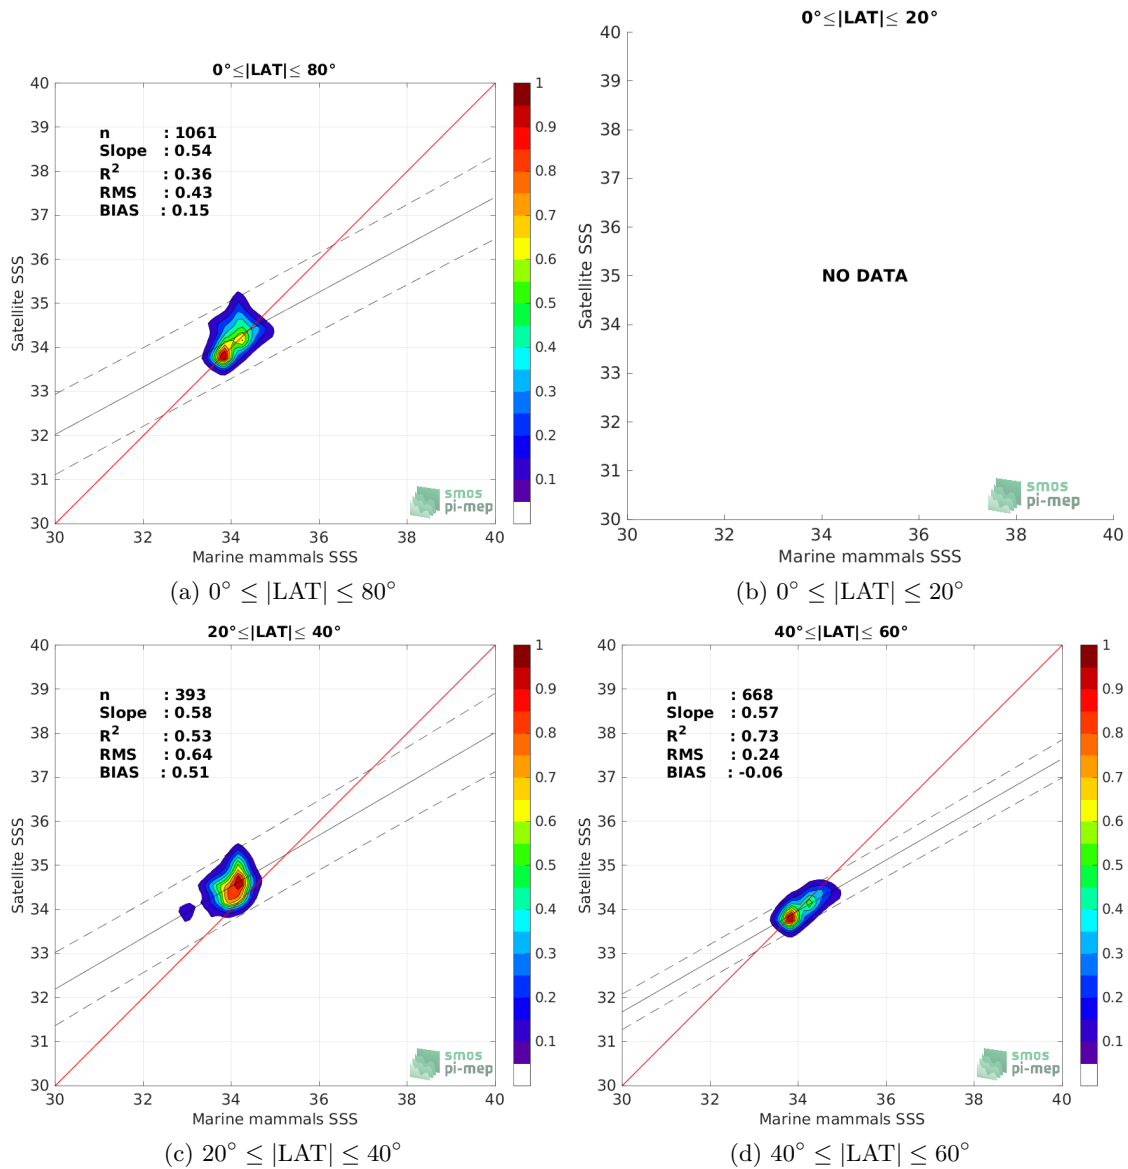 0°≤|LAT|≤ 80°
40
39
38
37
36
35
34
33
32
31
30
30
32
34
36
38
40
Satellite SSS
Marine mammals SSS
n : 1061
Slope : 0.54
R² : 0.36
RMS : 0.43
BIAS : 0.15
1
0.9
0.8
0.7
0.6
0.5
0.4
0.3
0.2
0.1
smos
pi-mep
(a) 0° ≤ |LAT| ≤ 80°
0°≤|LAT|≤ 20°
40
39
38
37
36
35
34
33
32
31
30
30
32
34
36
38
40
Satellite SSS
Marine mammals SSS
NO DATA
smos
pi-mep
(b) 0° ≤ |LAT| ≤ 20°
20°≤|LAT|≤ 40°
40
39
38
37
36
35
34
33
32
31
30
30
32
34
36
38
40
Satellite SSS
Marine mammals SSS
n : 393
Slope : 0.58
R² : 0.53
RMS : 0.64
BIAS : 0.51
1
0.9
0.8
0.7
0.6
0.5
0.4
0.3
0.2
0.1
smos
pi-mep
(c) 20° ≤ |LAT| ≤ 40°
40°≤|LAT|≤ 60°
40
39
38
37
36
35
34
33
32
31
30
30
32
34
36
38
40
Satellite SSS
Marine mammals SSS
n : 668
Slope : 0.57
R² : 0.73
RMS : 0.24
BIAS : -0.06
1
0.9
0.8
0.7
0.6
0.5
0.4
0.3
0.2
0.1
smos
pi-mep
(d) 40° ≤ |LAT| ≤ 60°